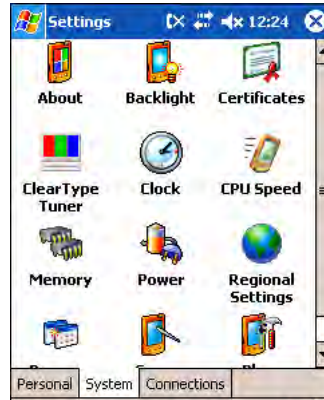 Settings 12:24
About Backlight Certificates
ClearType Tuner Clock CPU Speed
Memory Power Regional Settings
Personal System Connections